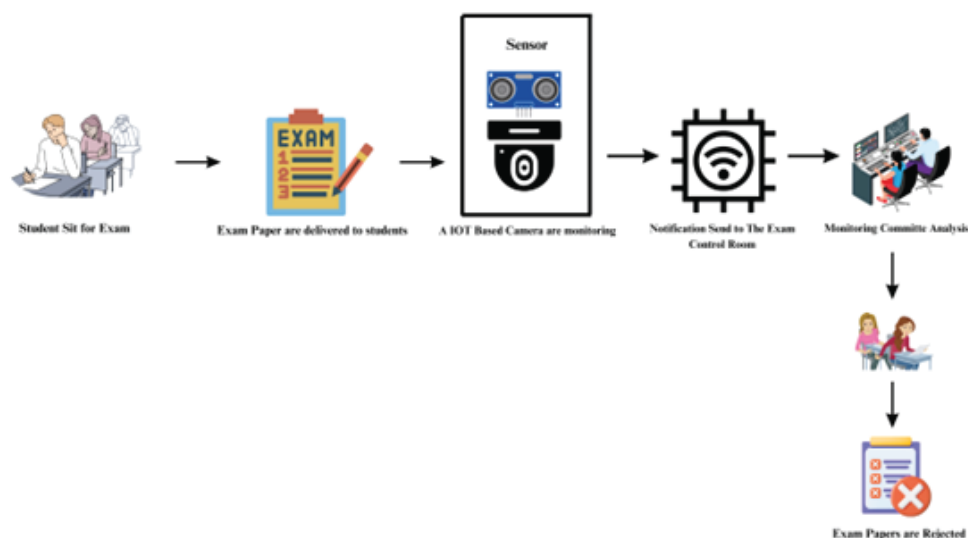 Sensor
EXAM
1
2
3
Student Sit for Exam
Exam Paper are delivered to students
A IOT Based Camera are monitoring
Notification Send to The Exam
Control Room
Monitoring Committe Analysis
Exam Papers are Rejected